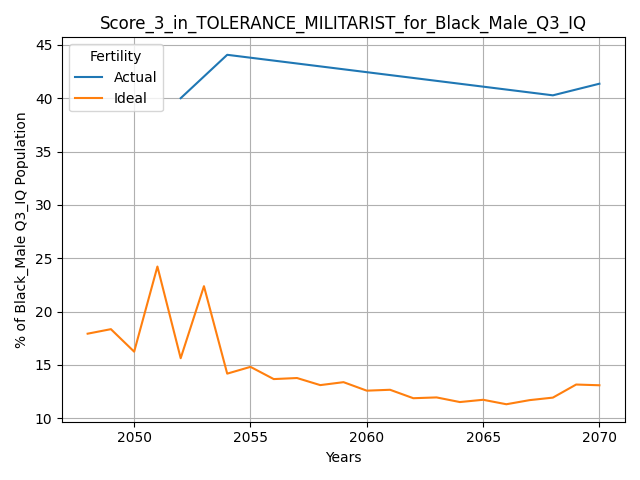 Score_3_in_TOLERANCE_MILITARIST_for_Black_Male_Q3_IQ
Fertility
Actual
Ideal
% of Black_Male Q3_IQ Population
45
40
35
30
25
20
15
10
2050 2055 2060 2065 2070
Years